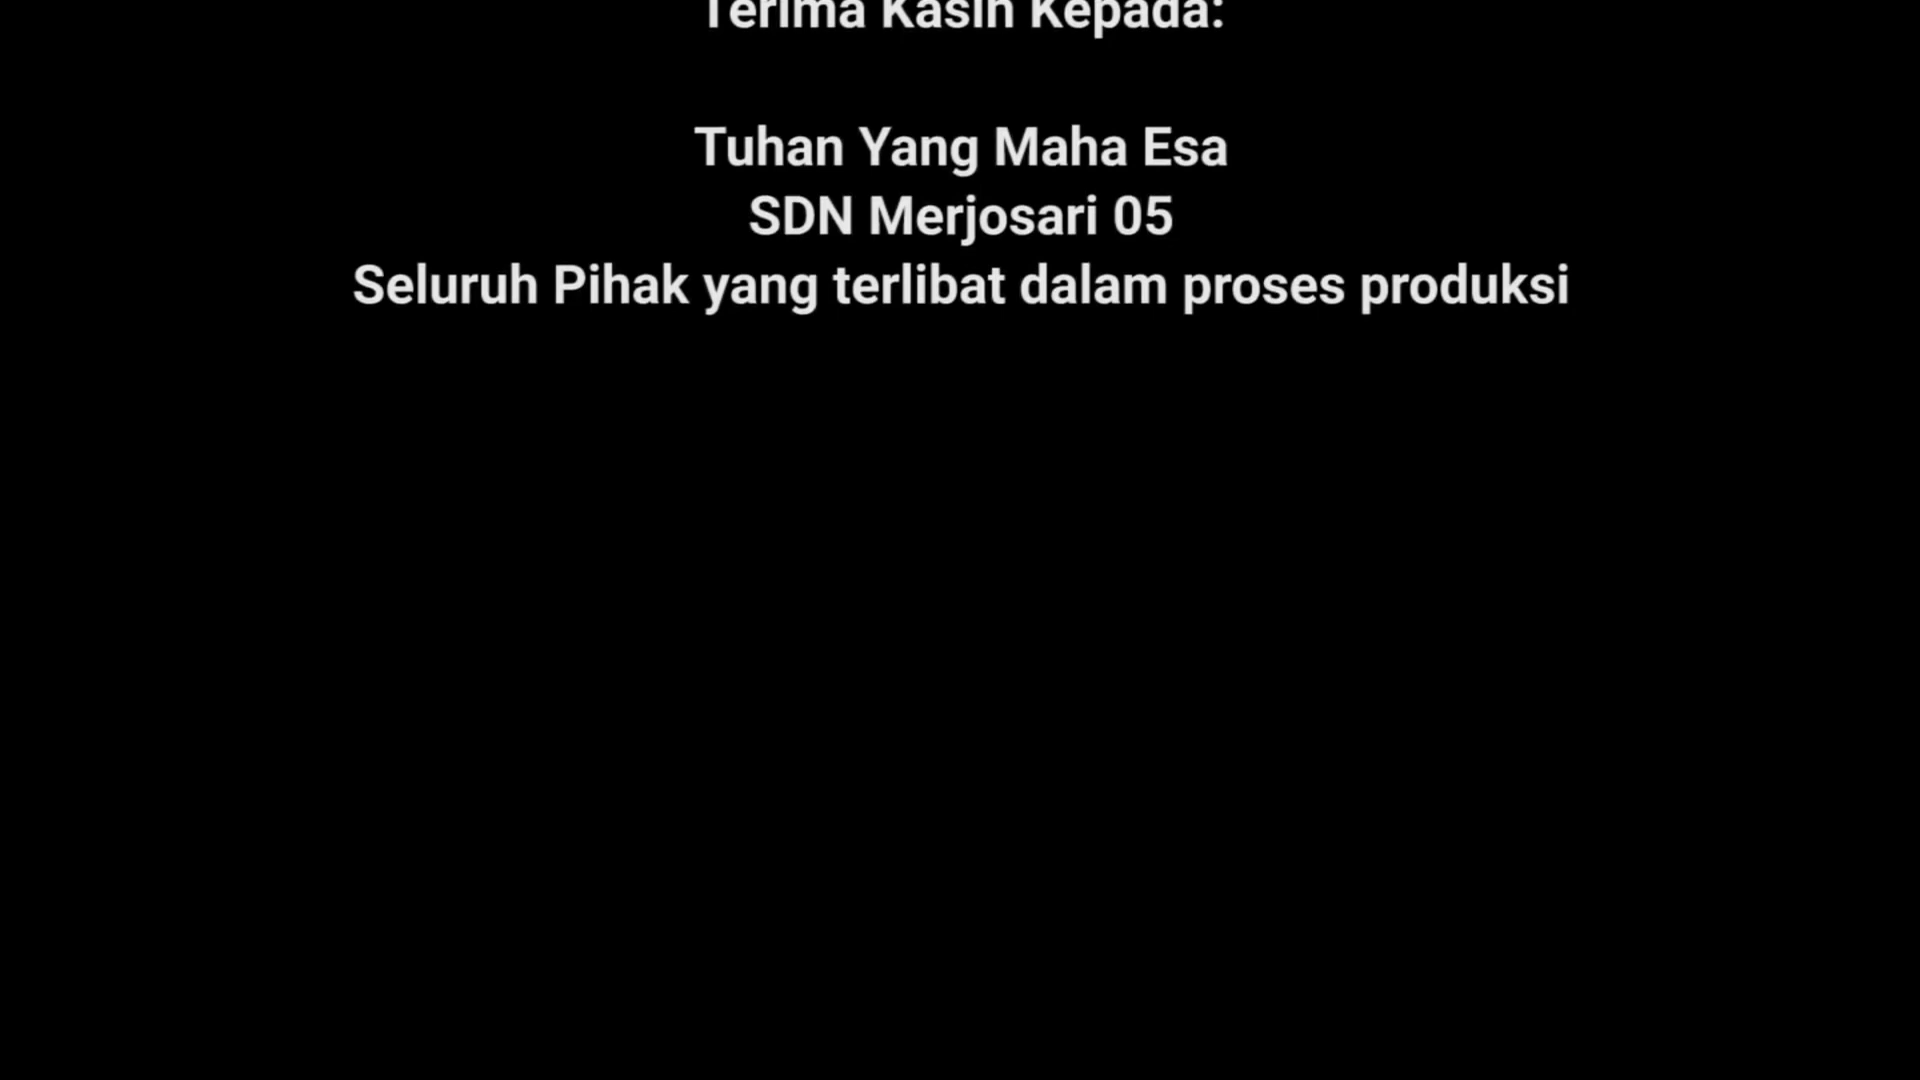 Terima Kasih Kepada:
Tuhan Yang Maha Esa
SDN Merjosari 05
Seluruh Pihak yang terlibat dalam proses produksi